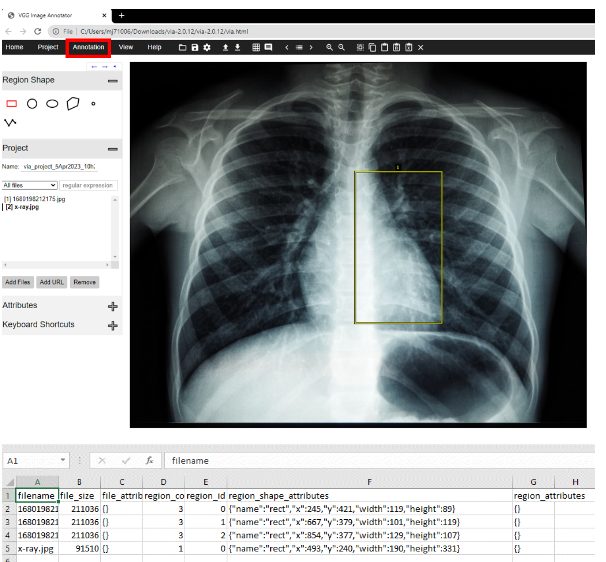 VGG Image Annotator
File | C:/Users/mj71006/Downloads/via-2.0.12/via-2.0.12/via.html
Home Project Annotation View Help
Region Shape
Project
Name: via_project_5Apr2023_10h
All files regular expression
[1] 1680198212175.jpg
[2] x-ray.jpg
Add Files Add URL Remove
Attributes
Keyboard Shortcuts
1
A1 fx filename
A B C D E F G H
1 filename file_size file_attrib region_co region_id region_shape_attributes region_attributes
2 168019821 211036 {} 3 0 {"name":"rect","x":245,"y":421,"width":119,"height":89} {}
3 168019821 211036 {} 3 1 {"name":"rect","x":667,"y":379,"width":101,"height":119} {}
4 168019821 211036 {} 3 2 {"name":"rect","x":854,"y":377,"width":129,"height":107} {}
5 x-ray.jpg 91510 {} 1 0 {"name":"rect","x":493,"y":240,"width":190,"height":331} {}